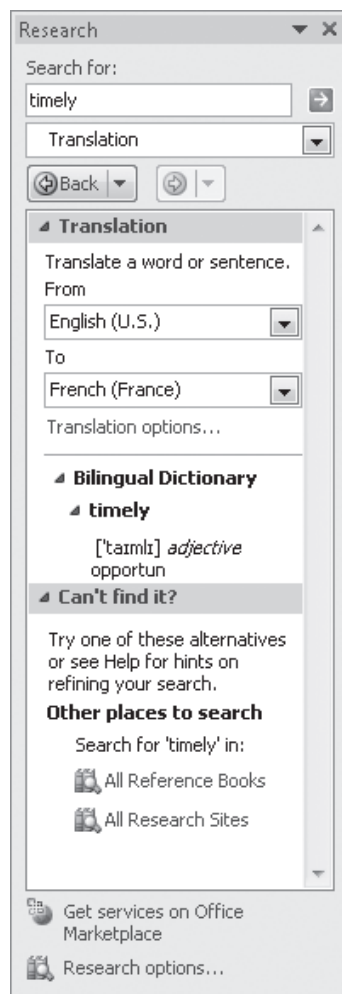 Research
Search for:
timely
Translation
Back
Translation
Translate a word or sentence.
From
English (U.S.)
To
French (France)
Translation options...
Bilingual Dictionary
timely
['taɪmlɪ] adjective
opportun
Can't find it?
Try one of these alternatives
or see Help for hints on
refining your search.
Other places to search
Search for 'timely' in:
All Reference Books
All Research Sites
Get services on Office
Marketplace
Research options...